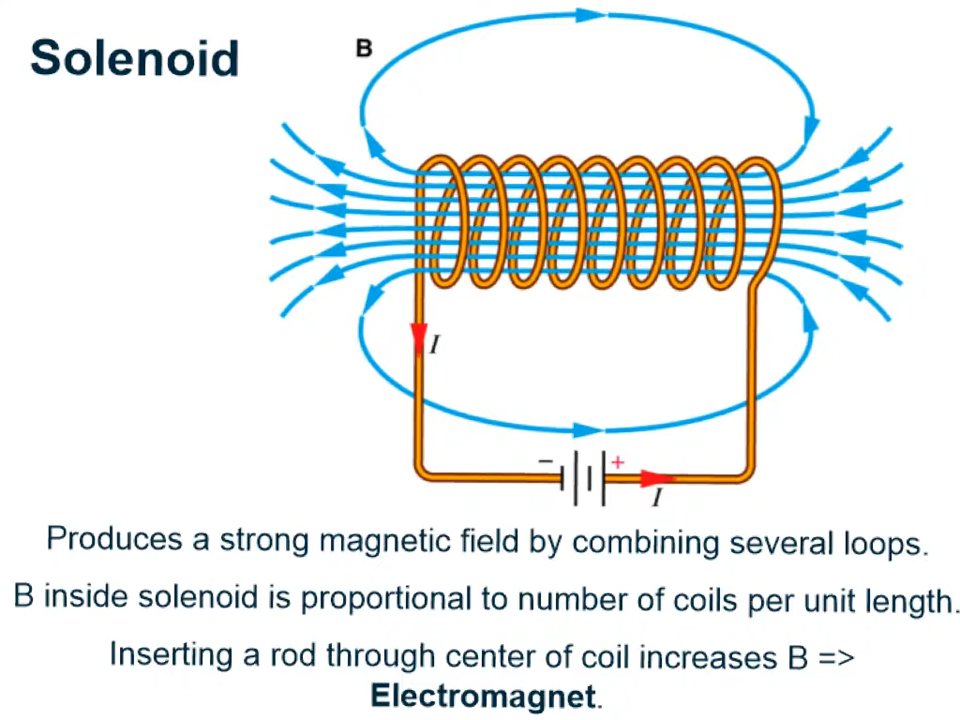 Solenoid
B
I
− +
I
Produces a strong magnetic field by combining several loops.
B inside solenoid is proportional to number of coils per unit length.
Inserting a rod through center of coil increases B =>
Electromagnet.